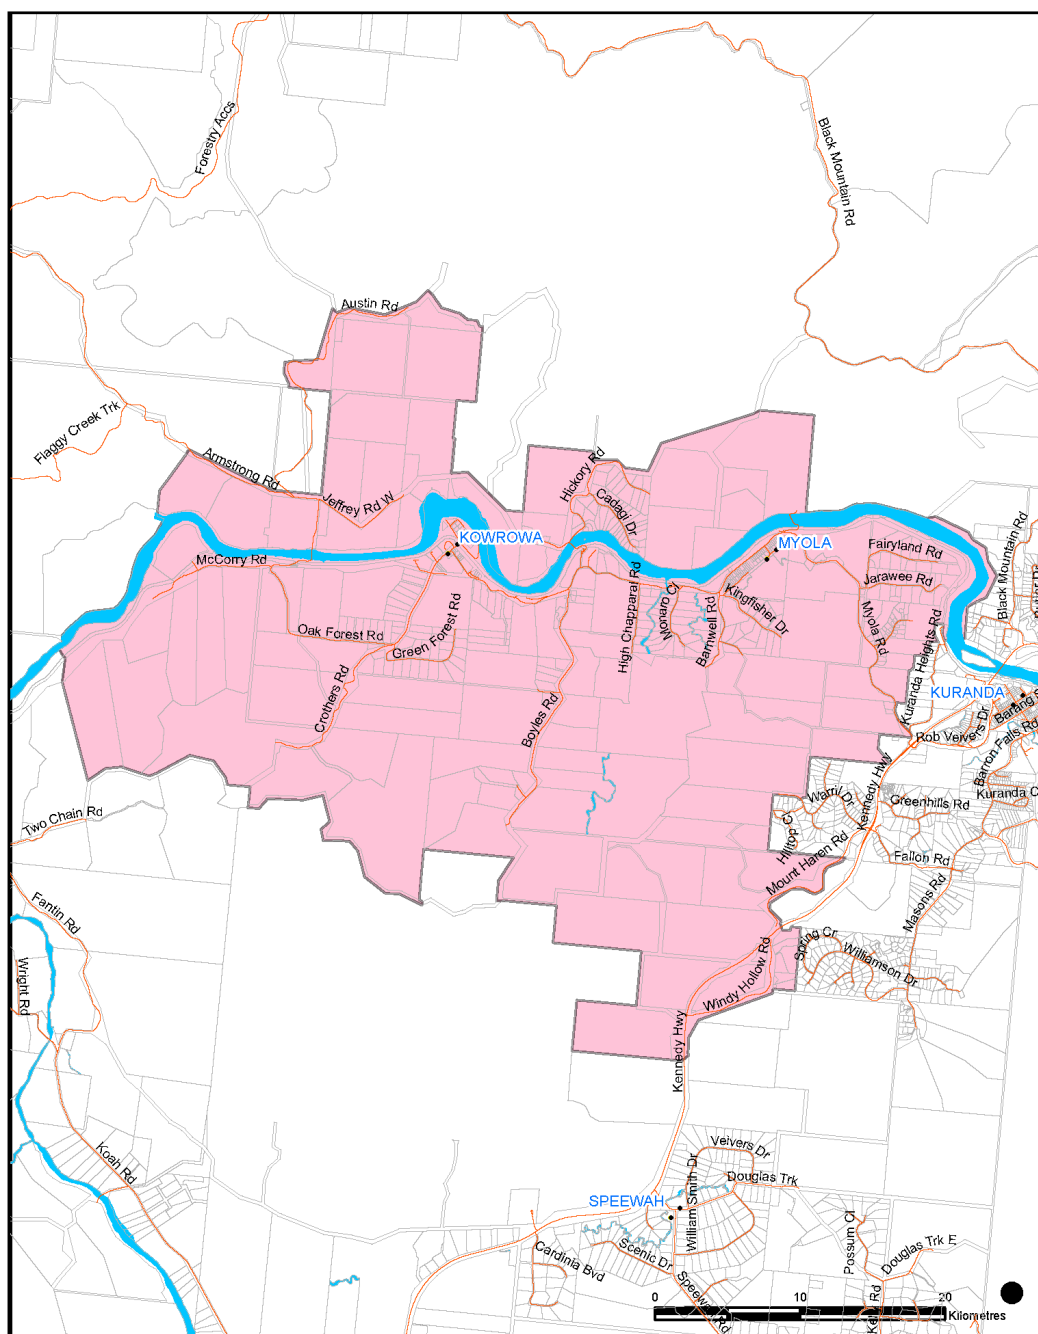 Forestry Accs
Black Mountain Rd
Austin Rd
Flaggy Creek Trk
Armstrong Rd
Jeffrey Rd W
Hickory Rd
Cadagi Dr
KOWROWA
MYOLA
Fairyland Rd
Black Mountain Rd
McCorry Rd
Jarawee Rd
High Chapparal Rd
Monaro Cl
Barnwell Rd
Kingfisher Dr
Myola Rd
Kuranda Heights Rd
Oak Forest Rd
Green Forest Rd
Crothers Rd
Boyles Rd
KURANDA
Rob Veivers Dr
Barron Falls Rd
Kennedy Hwy
Two Chain Rd
Warril Dr
Greenhills Rd
Hilltop Cr
Fallon Rd
Mount Haren Rd
Masons Rd
Fantin Rd
Wright Rd
Spring Cr
Williamson Dr
Windy Hollow Rd
Kennedy Hwy
Koah Rd
Veivers Dr
Douglas Trk
William Smith Dr
SPEEWAH
Scenic Dr
Cardinia Bvd
Speewah Rd
Possum Cl
Douglas Trk E
0 10 20
Kilometres